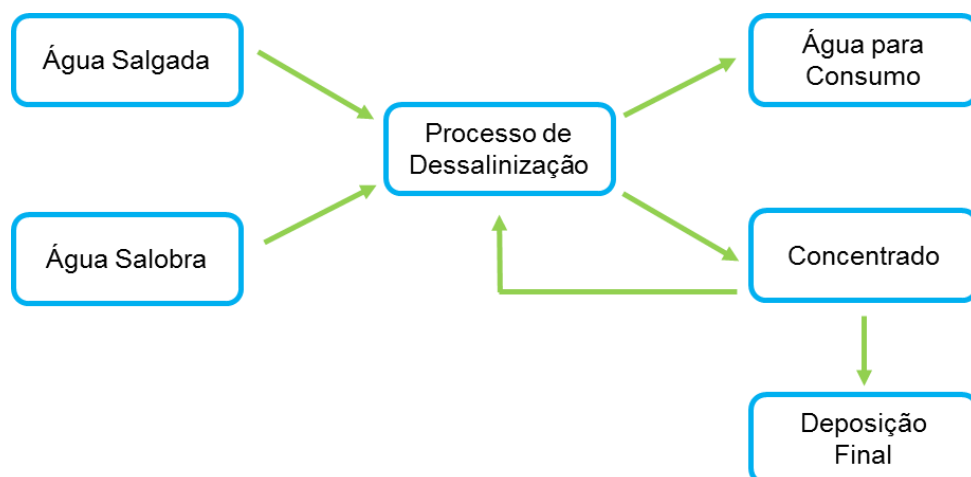 Água Salgada
Água para
Consumo
Processo de
Dessalinização
Água Salobra
Concentrado
Deposição
Final